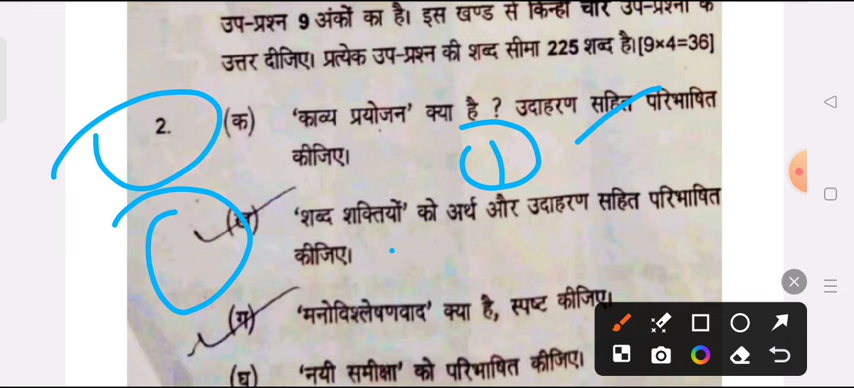 उप-प्रश्न 9 अंकों का है। इस खण्ड से किन्हीं चार उप-प्रश्नों के
उत्तर दीजिए। प्रत्येक उप-प्रश्न की शब्द सीमा 225 शब्द है।[9×4=36]
2. (क) 'काव्य प्रयोजन' क्या है ? उदाहरण सहित परिभाषित
कीजिए।
(ख) 'शब्द शक्तियों' को अर्थ और उदाहरण सहित परिभाषित
कीजिए।
(ग) 'मनोविश्लेषणवाद' क्या है, स्पष्ट कीजिए।
(घ) 'नयी समीक्षा' को परिभाषित कीजिए।